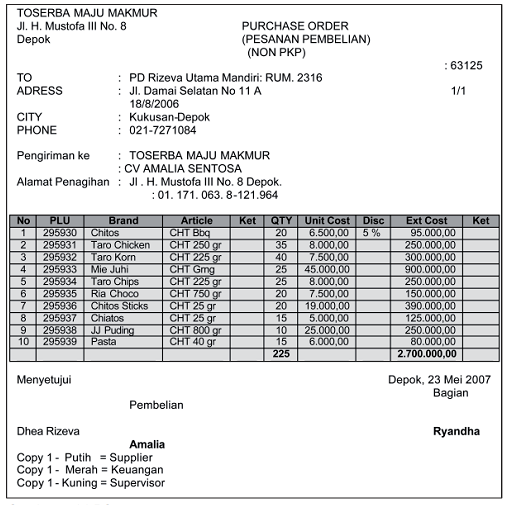 TOSERBA MAJU MAKMUR
Jl. H. Mustofa III No. 8 PURCHASE ORDER
Depok (PESANAN PEMBELIAN)
(NON PKP)
: 63125
TO : PD Rizeva Utama Mandiri: RUM. 2316
ADRESS : Jl. Damai Selatan No 11 A 1/1
18/8/2006
CITY : Kukusan-Depok
PHONE : 021-7271084
Pengiriman ke : TOSERBA MAJU MAKMUR
: CV AMALIA SENTOSA
Alamat Penagihan : Jl . H. Mustofa III No. 8 Depok.
: 01. 171. 063. 8-121.964
No PLU Brand Article Ket QTY Unit Cost Disc Ext Cost Ket
1 295930 Chitos CHT Bbq 20 6.500,00 5 % 95.000,00
2 295931 Taro Chicken CHT 250 gr 35 8.000,00 250.000,00
3 295932 Taro Korn CHT 225 gr 40 7.500,00 300.000,00
4 295933 Mie Juhi CHT Grng 25 45.000,00 900.000,00
5 295934 Taro Chips CHT 225 gr 25 8.000,00 250.000,00
6 295935 Ria Choco CHT 750 gr 20 7.500,00 150.000,00
7 295936 Chitos Sticks CHT 25 gr 20 19.000,00 390.000,00
8 295937 Chiatos CHT 25 gr 15 5.000,00 125.000,00
9 295938 JJ Puding CHT 800 gr 10 25.000,00 250.000,00
10 295939 Pasta CHT 40 gr 15 6.000,00 80.000,00
225 2.700.000,00
Menyetujui Depok, 23 Mei 2007
Bagian
Pembelian
Dhea Rizeva Ryandha
Amalia
Copy 1 - Putih = Supplier
Copy 1 - Merah = Keuangan
Copy 1 - Kuning = Supervisor